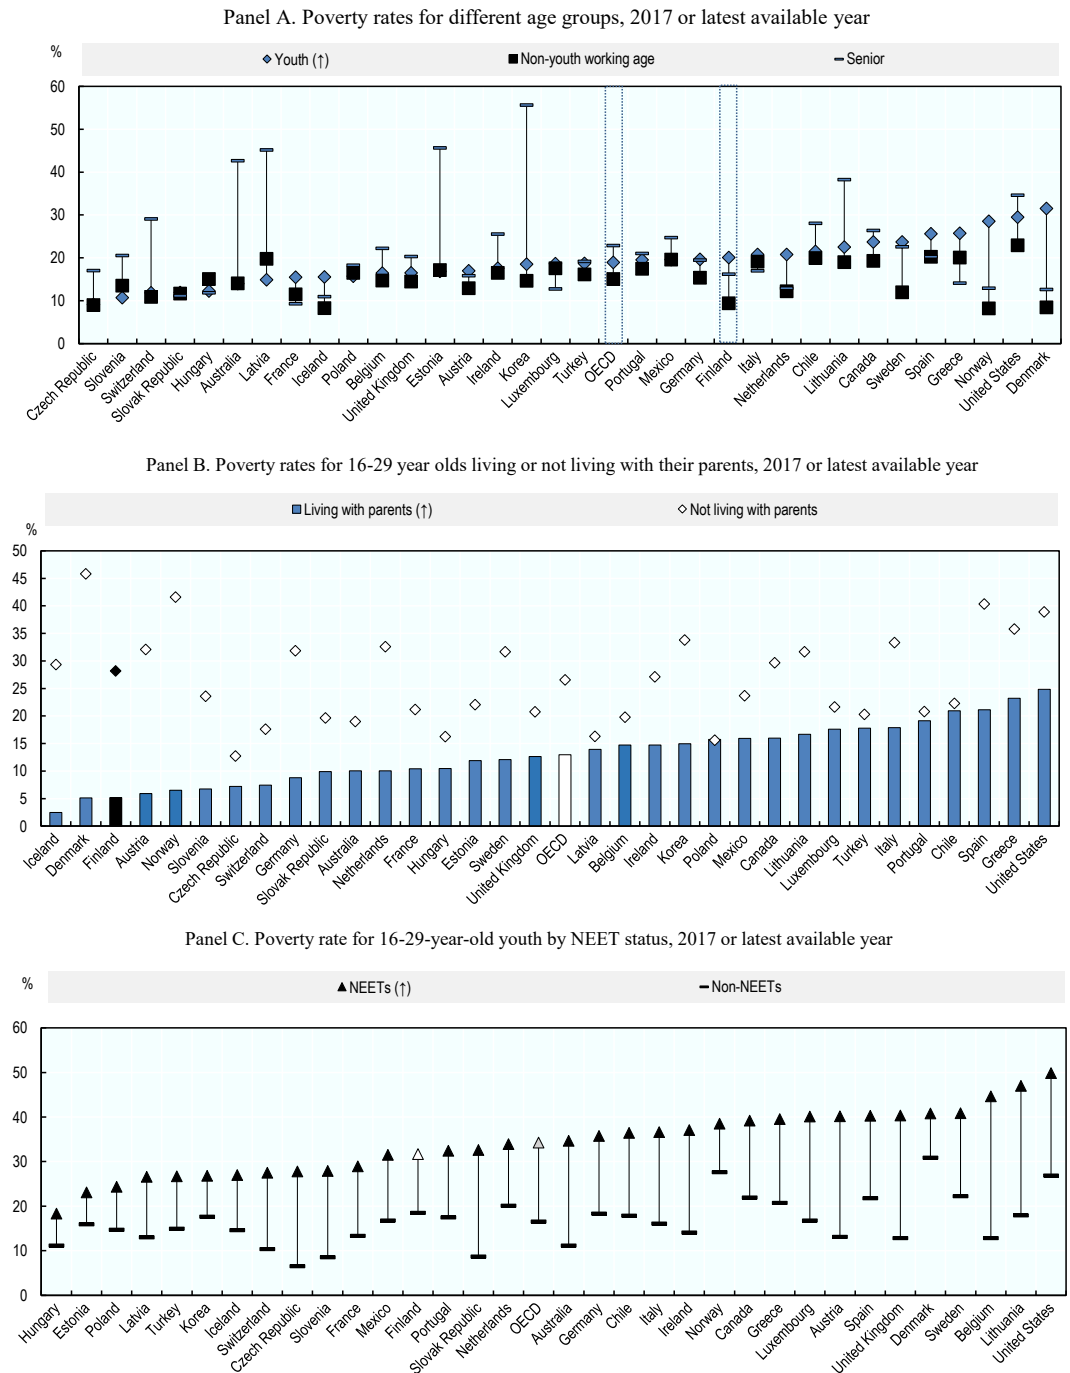 Panel A. Poverty rates for different age groups, 2017 or latest available year
%
Youth (↑)
Non-youth working age
Senior
60
50
40
30
20
10
0
Czech Republic
Slovenia
Switzerland
Slovak Republic
Hungary
Australia
Latvia
France
Iceland
Poland
Belgium
United Kingdom
Estonia
Austria
Ireland
Korea
Luxembourg
Turkey
OECD
Portugal
Mexico
Germany
Finland
Italy
Netherlands
Chile
Lithuania
Canada
Sweden
Spain
Greece
Norway
United States
Denmark
Panel B. Poverty rates for 16-29 year olds living or not living with their parents, 2017 or latest available year
Living with parents (↑)
Not living with parents
%
50
45
40
35
30
25
20
15
10
5
0
Iceland
Denmark
Finland
Austria
Norway
Slovenia
Czech Republic
Switzerland
Germany
Slovak Republic
Australia
Netherlands
France
Hungary
Estonia
Sweden
United Kingdom
OECD
Latvia
Belgium
Ireland
Korea
Poland
Mexico
Canada
Lithuania
Luxembourg
Turkey
Italy
Portugal
Chile
Spain
Greece
United States
Panel C. Poverty rate for 16-29-year-old youth by NEET status, 2017 or latest available year
%
NEETs (↑)
Non-NEETs
60
50
40
30
20
10
0
Hungary
Estonia
Poland
Latvia
Turkey
Korea
Iceland
Switzerland
Czech Republic
Slovenia
France
Mexico
Finland
Portugal
Slovak Republic
Netherlands
OECD
Australia
Germany
Chile
Italy
Ireland
Norway
Canada
Greece
Luxembourg
Austria
Spain
United Kingdom
Denmark
Sweden
Belgium
Lithuania
United States